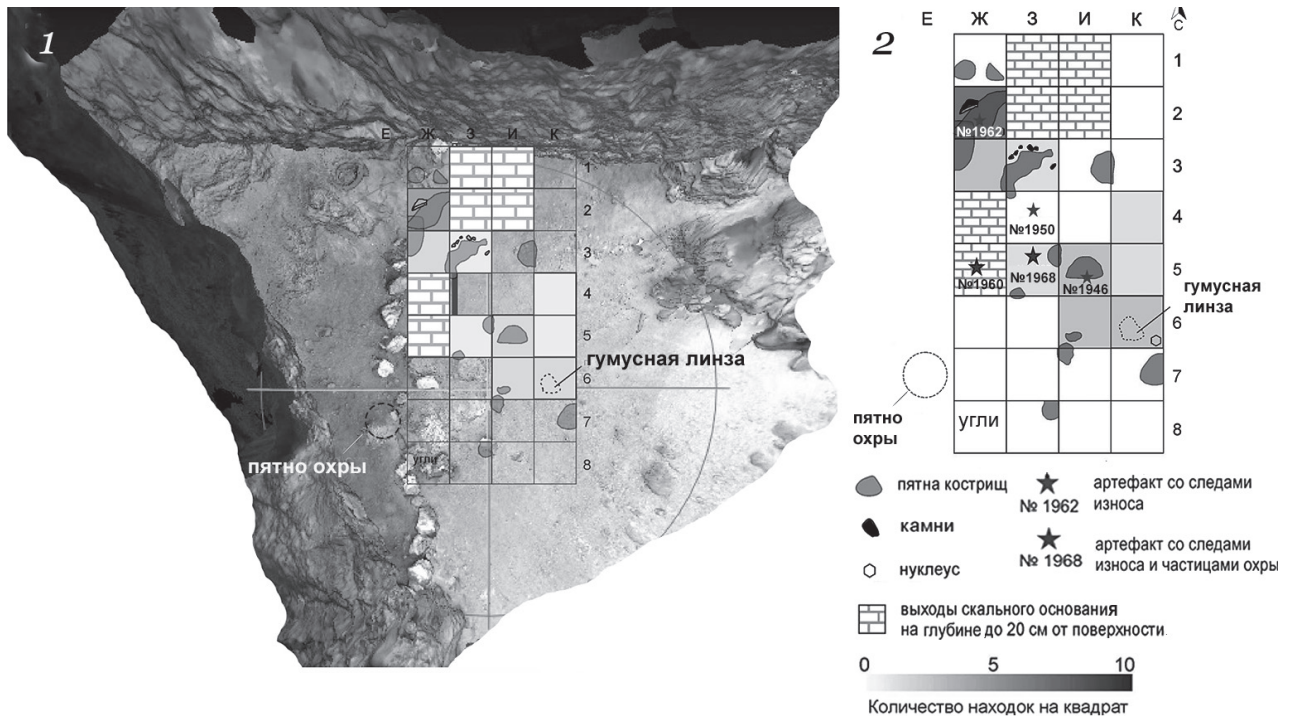 1
Е Ж З И К
1
2
3
4
5
6
7
8
гумусная линза
пятно охры
угли
2
Е Ж З И К
С
1
2
3
4
5
6
7
8
№1962
№1950
№1960
№1968
№1946
гумусная
линза
пятно
охры
угли
пятна кострищ
камни
нуклеус
№ 1962
артефакт со следами
износа
№ 1968
артефакт со следами
износа и частицами охры
выходы скального основания
на глубине до 20 см от поверхности
0 5 10
Количество находок на квадрат